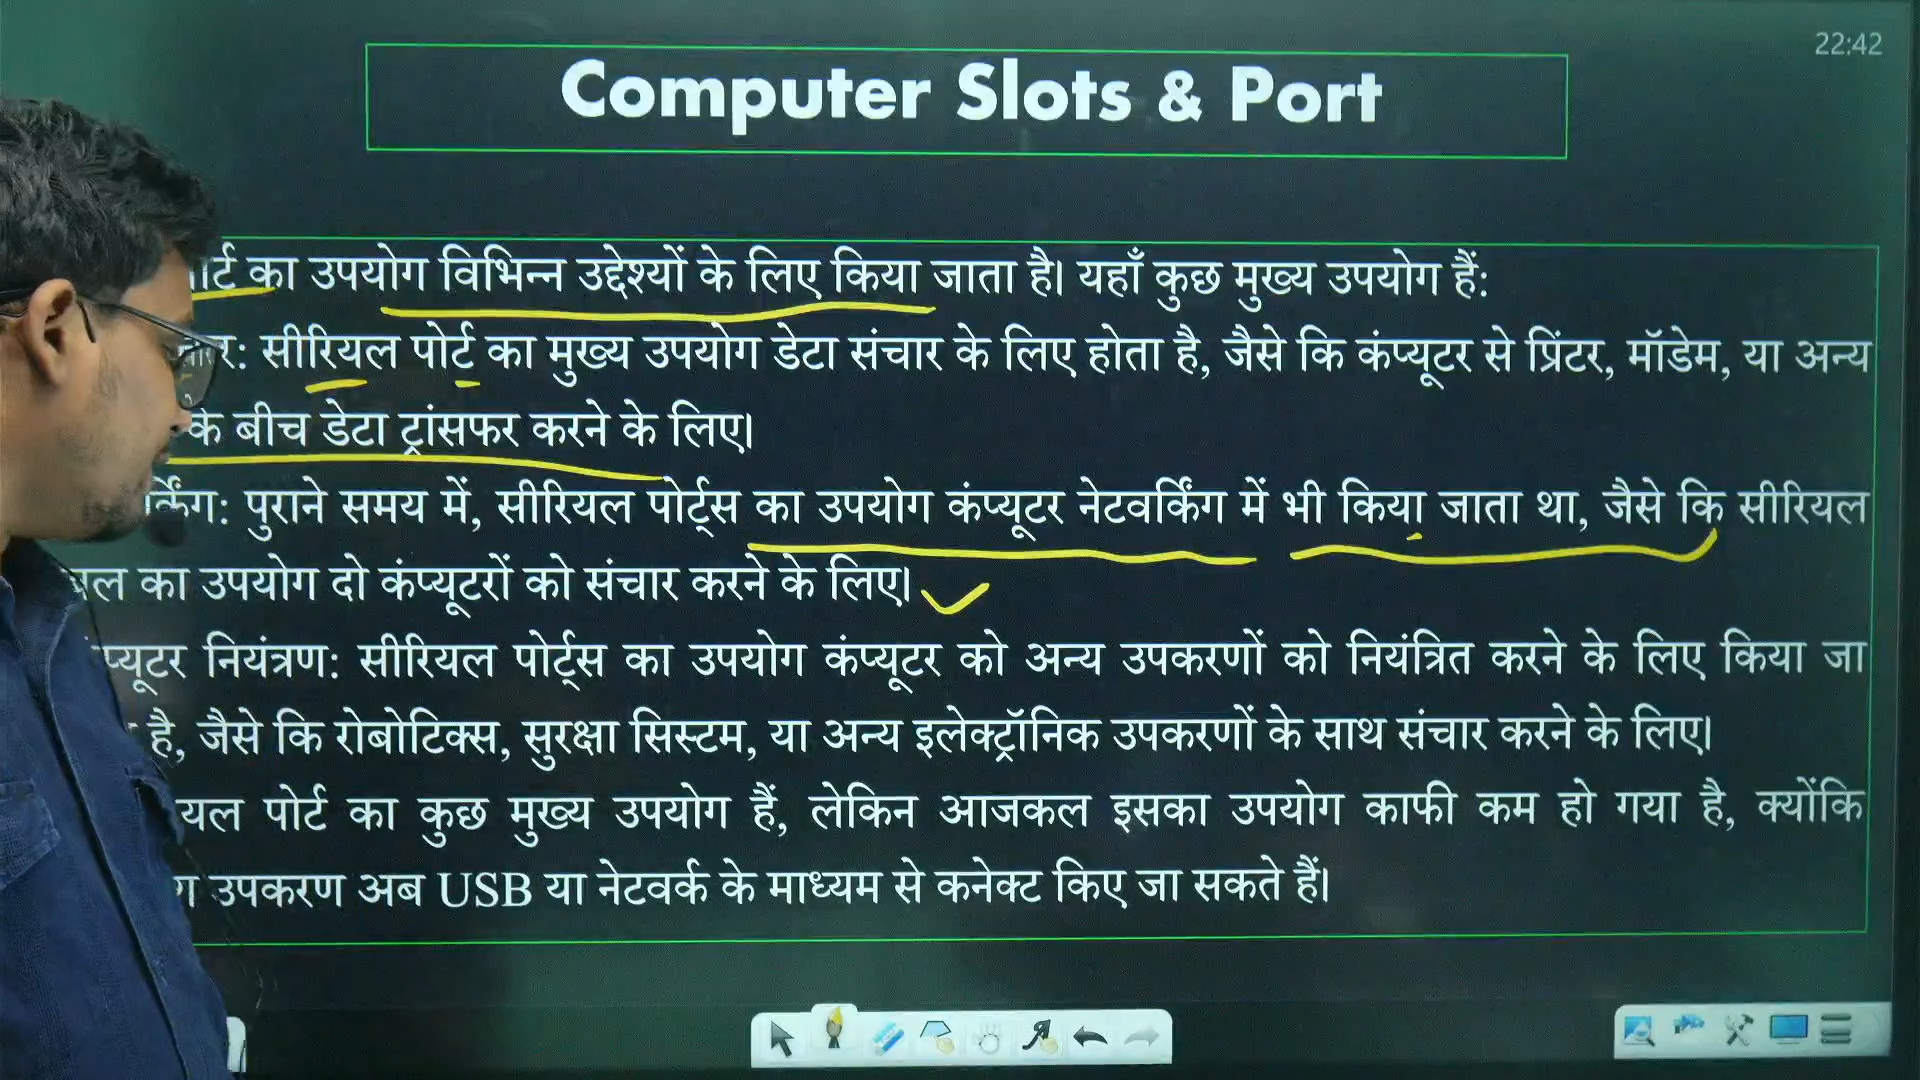 22:42
Computer Slots & Port
का उपयोग विभिन्न उद्देश्यों के लिए किया जाता है। यहाँ कुछ मुख्य उपयोग हैं:
सीरियल पोर्ट का मुख्य उपयोग डेटा संचार के लिए होता है, जैसे कि कंप्यूटर से प्रिंटर, मॉडेम, या अन्य
के बीच डेटा ट्रांसफर करने के लिए।
पुराने समय में, सीरियल पोर्ट्स का उपयोग कंप्यूटर नेटवर्किंग में भी किया जाता था, जैसे कि सीरियल
का उपयोग दो कंप्यूटरों को संचार करने के लिए।
नियंत्रण: सीरियल पोर्ट्स का उपयोग कंप्यूटर को अन्य उपकरणों को नियंत्रित करने के लिए किया जा
है, जैसे कि रोबोटिक्स, सुरक्षा सिस्टम, या अन्य इलेक्ट्रॉनिक उपकरणों के साथ संचार करने के लिए।
पोर्ट का कुछ मुख्य उपयोग हैं, लेकिन आजकल इसका उपयोग काफी कम हो गया है, क्योंकि
उपकरण अब USB या नेटवर्क के माध्यम से कनेक्ट किए जा सकते हैं।